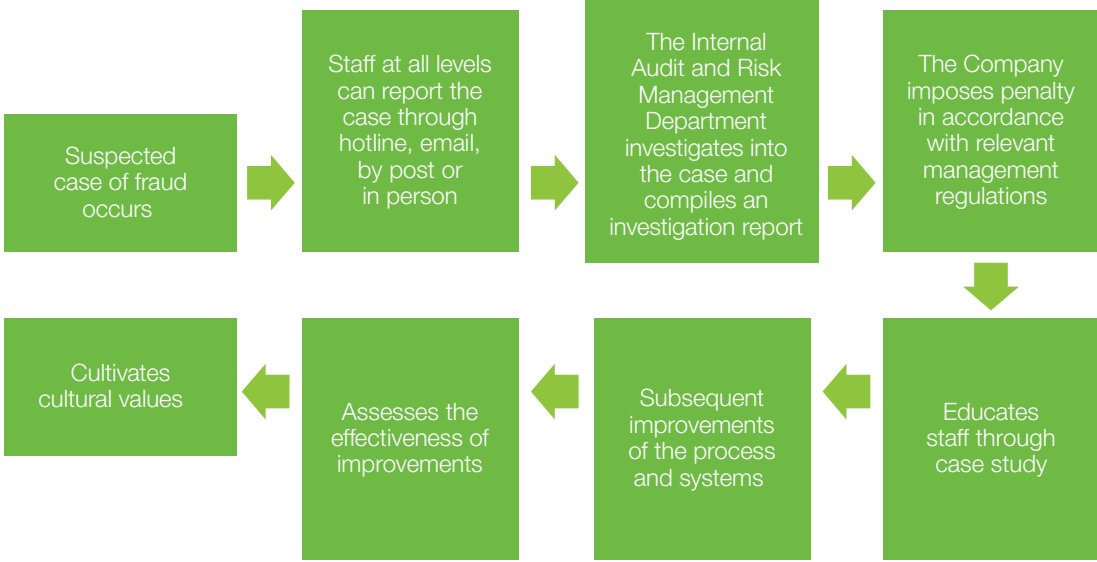 Suspected
case of fraud
occurs
Staff at all levels
can report the
case through
hotline, email,
by post or
in person
The Internal
Audit and Risk
Management
Department
investigates into
the case and
compiles an
investigation report
The Company
imposes penalty
in accordance
with relevant
management
regulations
Educates
staff through
case study
Subsequent
improvements
of the process
and systems
Assesses the
effectiveness of
improvements
Cultivates
cultural values